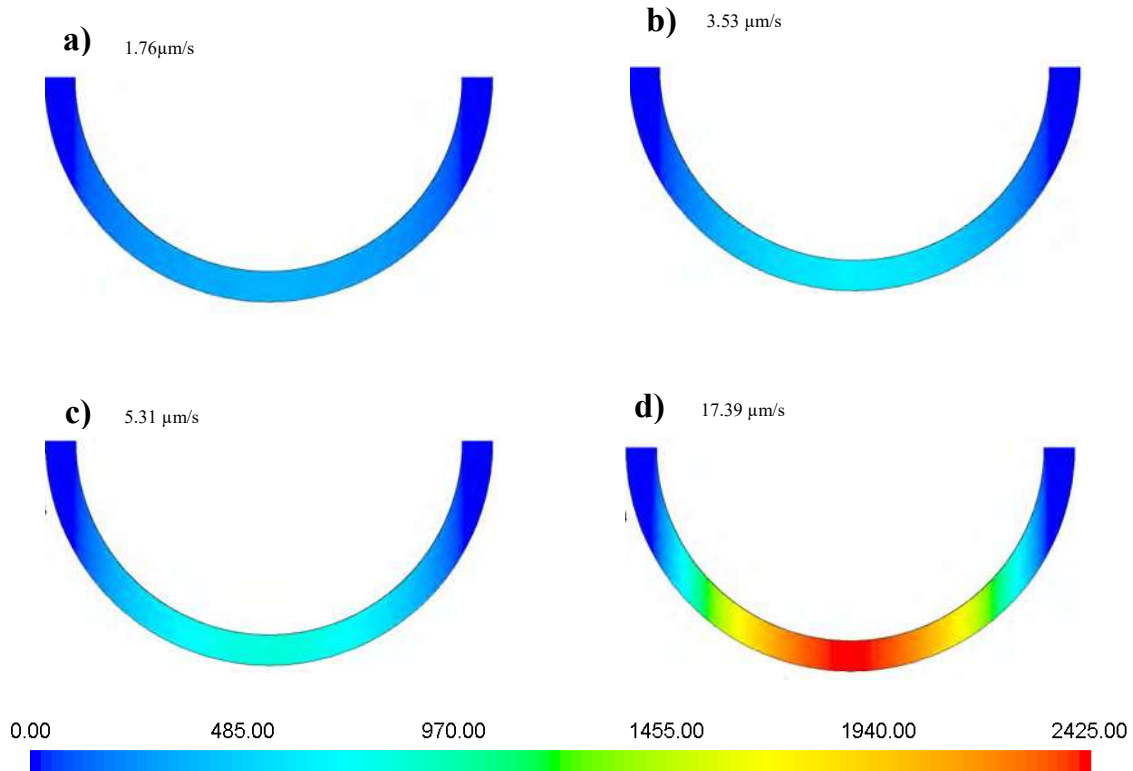 a)
1.76µm/s
b)
3.53 µm/s
c)
5.31 µm/s
d)
17.39 µm/s
0.00 485.00 970.00 1455.00 1940.00 2425.00